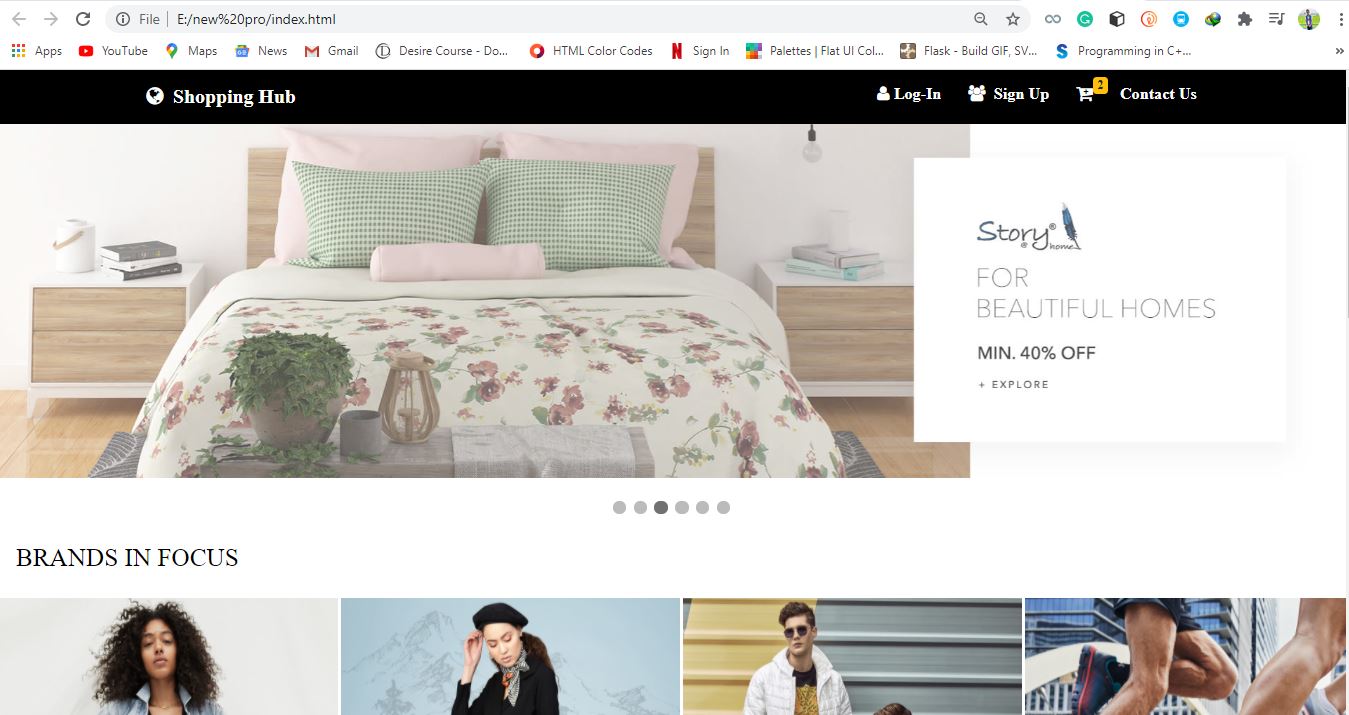 File | E:/new%20pro/index.html
Apps YouTube Maps News Gmail Desire Course - Do... HTML Color Codes Sign In Palettes | Flat UI Col... Flask - Build GIF, SV... Programming in C+... »
Shopping Hub Log-In Sign Up 2 Contact Us
Story®
@home
FOR
BEAUTIFUL HOMES
MIN. 40% OFF
+ EXPLORE
BRANDS IN FOCUS